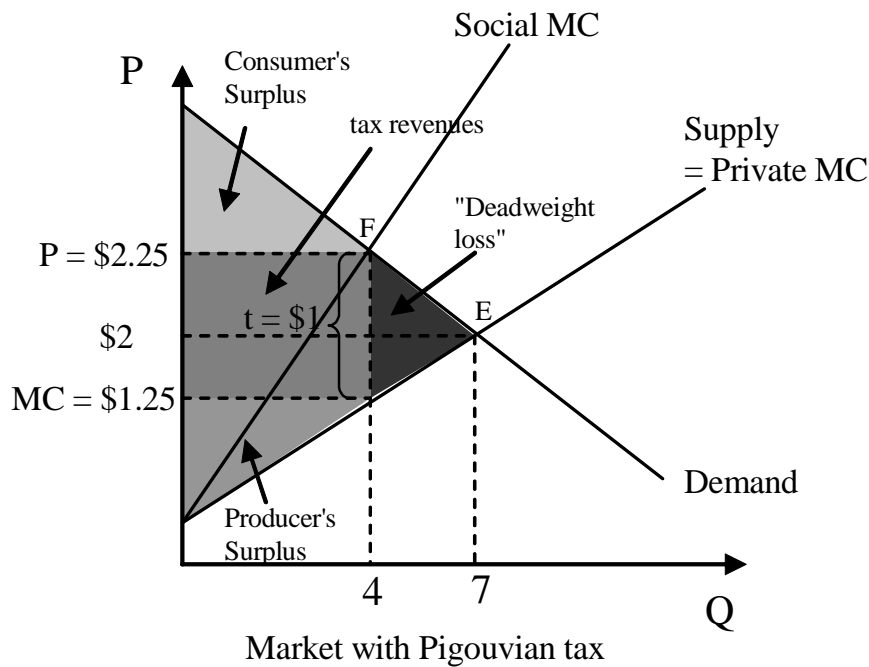 Social MC
P
Consumer's
Surplus
tax revenues
Supply
= Private MC
"Deadweight
loss"
F
P = $2.25
E
t = $1
$2
MC = $1.25
Demand
Producer's
Surplus
4
7
Q
Market with Pigouvian tax